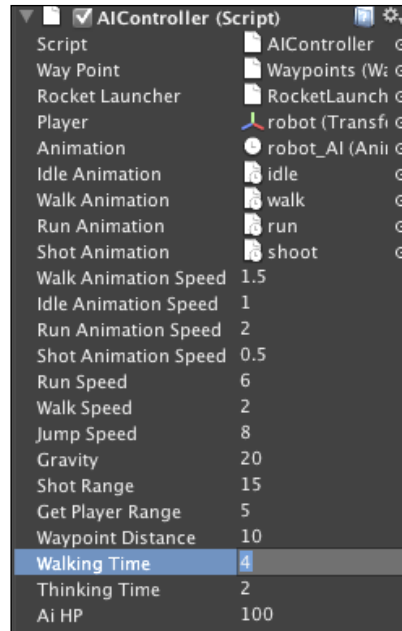 AIController (Script)
Script AIController
Way Point Waypoints (Wa
Rocket Launcher RocketLaunch
Player robot (Transfo
Animation robot_AI (Anin
Idle Animation idle
Walk Animation walk
Run Animation run
Shot Animation shoot
Walk Animation Speed 1.5
Idle Animation Speed 1
Run Animation Speed 2
Shot Animation Speed 0.5
Run Speed 6
Walk Speed 2
Jump Speed 8
Gravity 20
Shot Range 15
Get Player Range 5
Waypoint Distance 10
Walking Time 4
Thinking Time 2
Ai HP 100